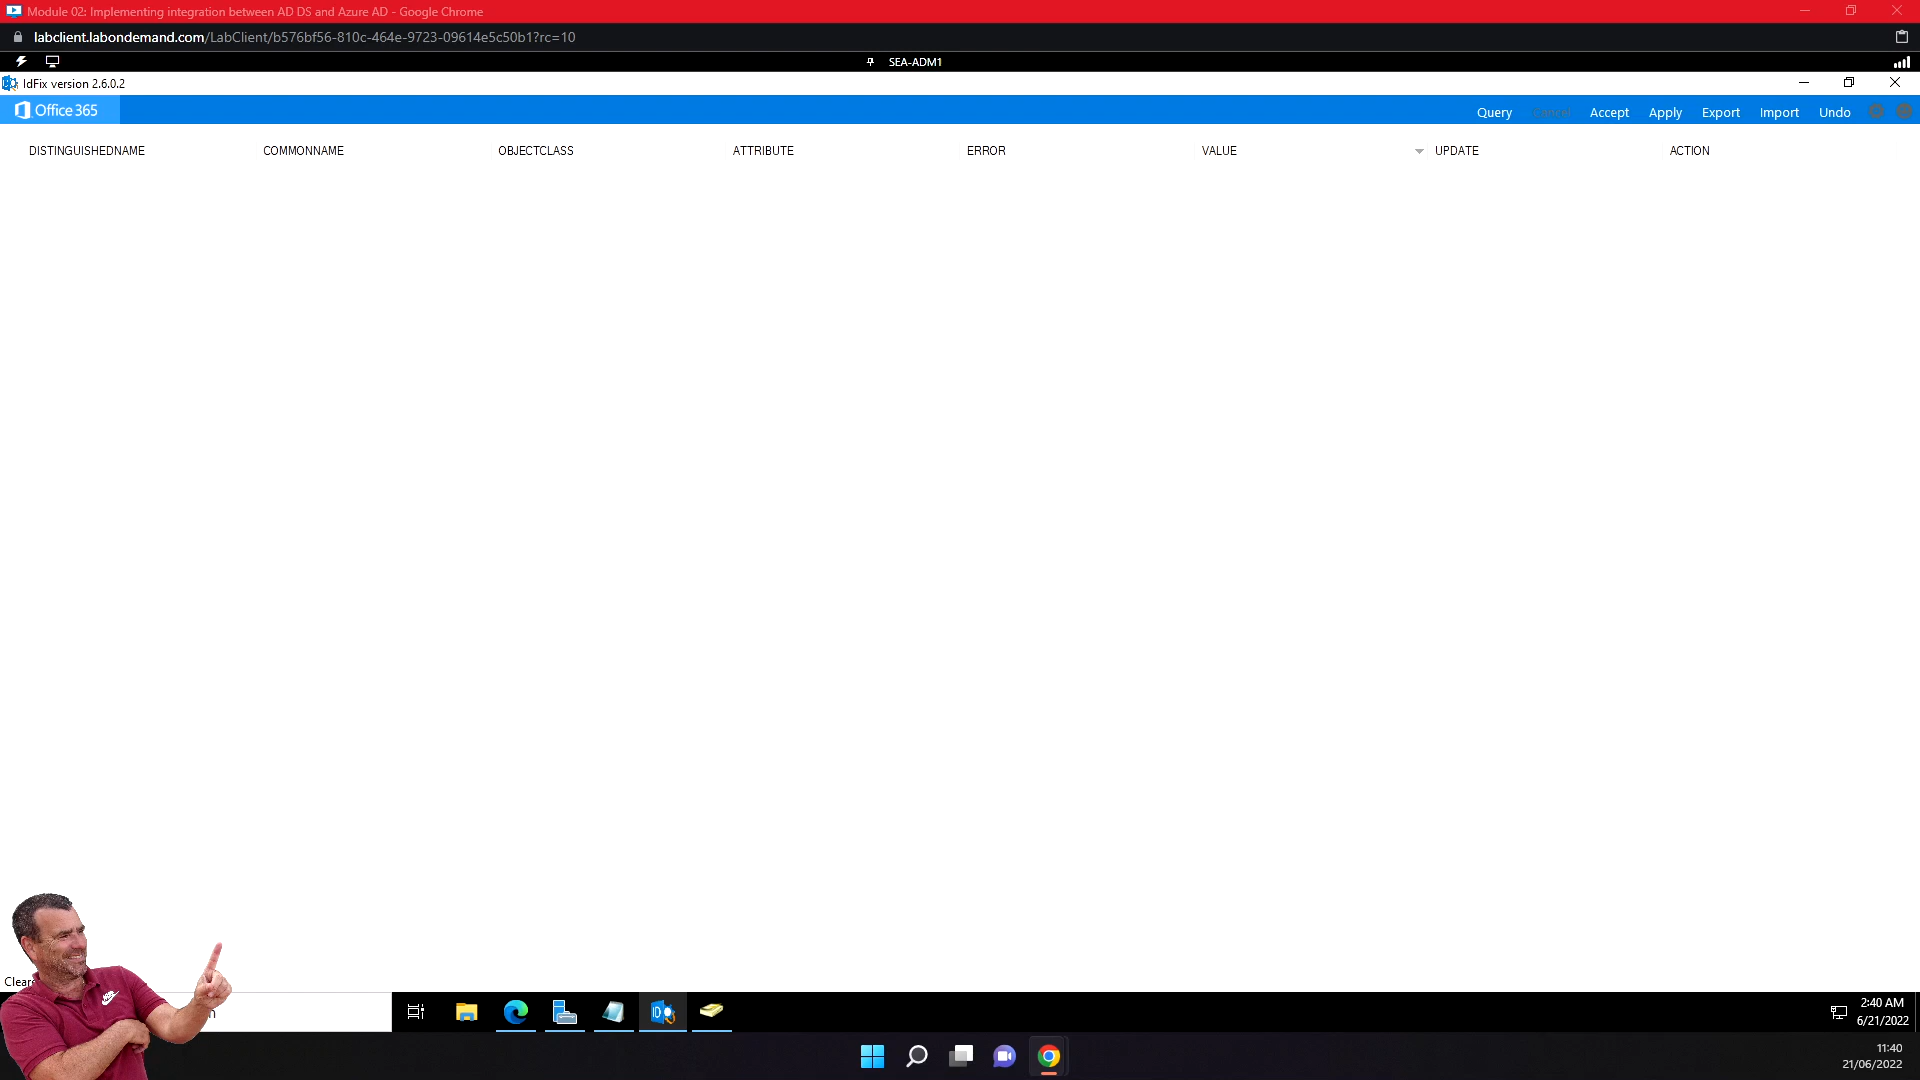 Module 02: Implementing integration between AD DS and Azure AD - Google Chrome
labclient.labondemand.com/LabClient/b576bf56-810c-464e-9723-09614e5c50b1?rc=10
SEA-ADM1
IdFix version 2.6.0.2
Office 365
Query Cancel Accept Apply Export Import Undo
DISTINGUISHEDNAME COMMONNAME OBJECTCLASS ATTRIBUTE ERROR VALUE UPDATE ACTION
2:40 AM
6/21/2022
11:40
21/06/2022